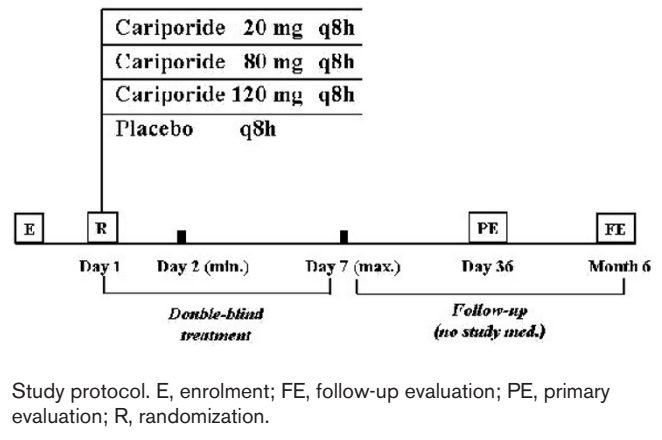 Cariporide 20 mg q8h
Cariporide 80 mg q8h
Cariporide 120 mg q8h
Placebo q8h
E R PE FE
Day 1 Day 2 (min.) Day 7 (max.) Day 36 Month 6
Double-blind
treatment
Follow-up
(no study med.)
Study protocol. E, enrolment; FE, follow-up evaluation; PE, primary
evaluation; R, randomization.